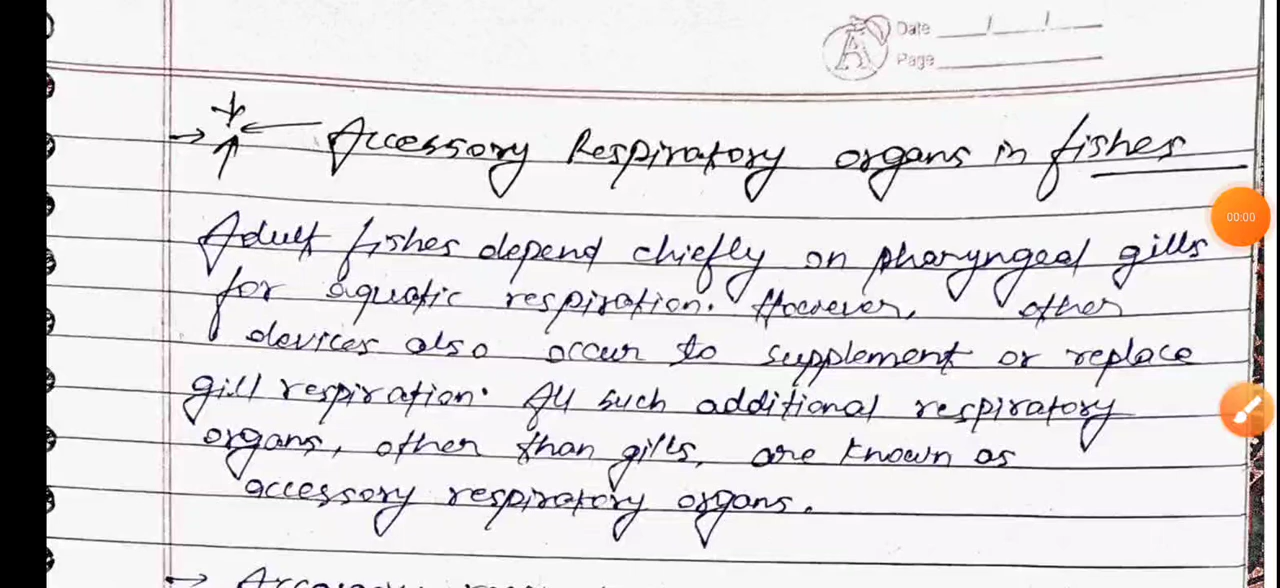 Date
Page
A
Accessory Respiratory organs in fishes
Adult fishes depend chiefly on pharyngeal gills
for aquatic respiration. However, other
devices also occur to supplement or replace
gill respiration. All such additional respiratory
organs, other than gills, are known as
accessory respiratory organs.
00:00
→ Accessory